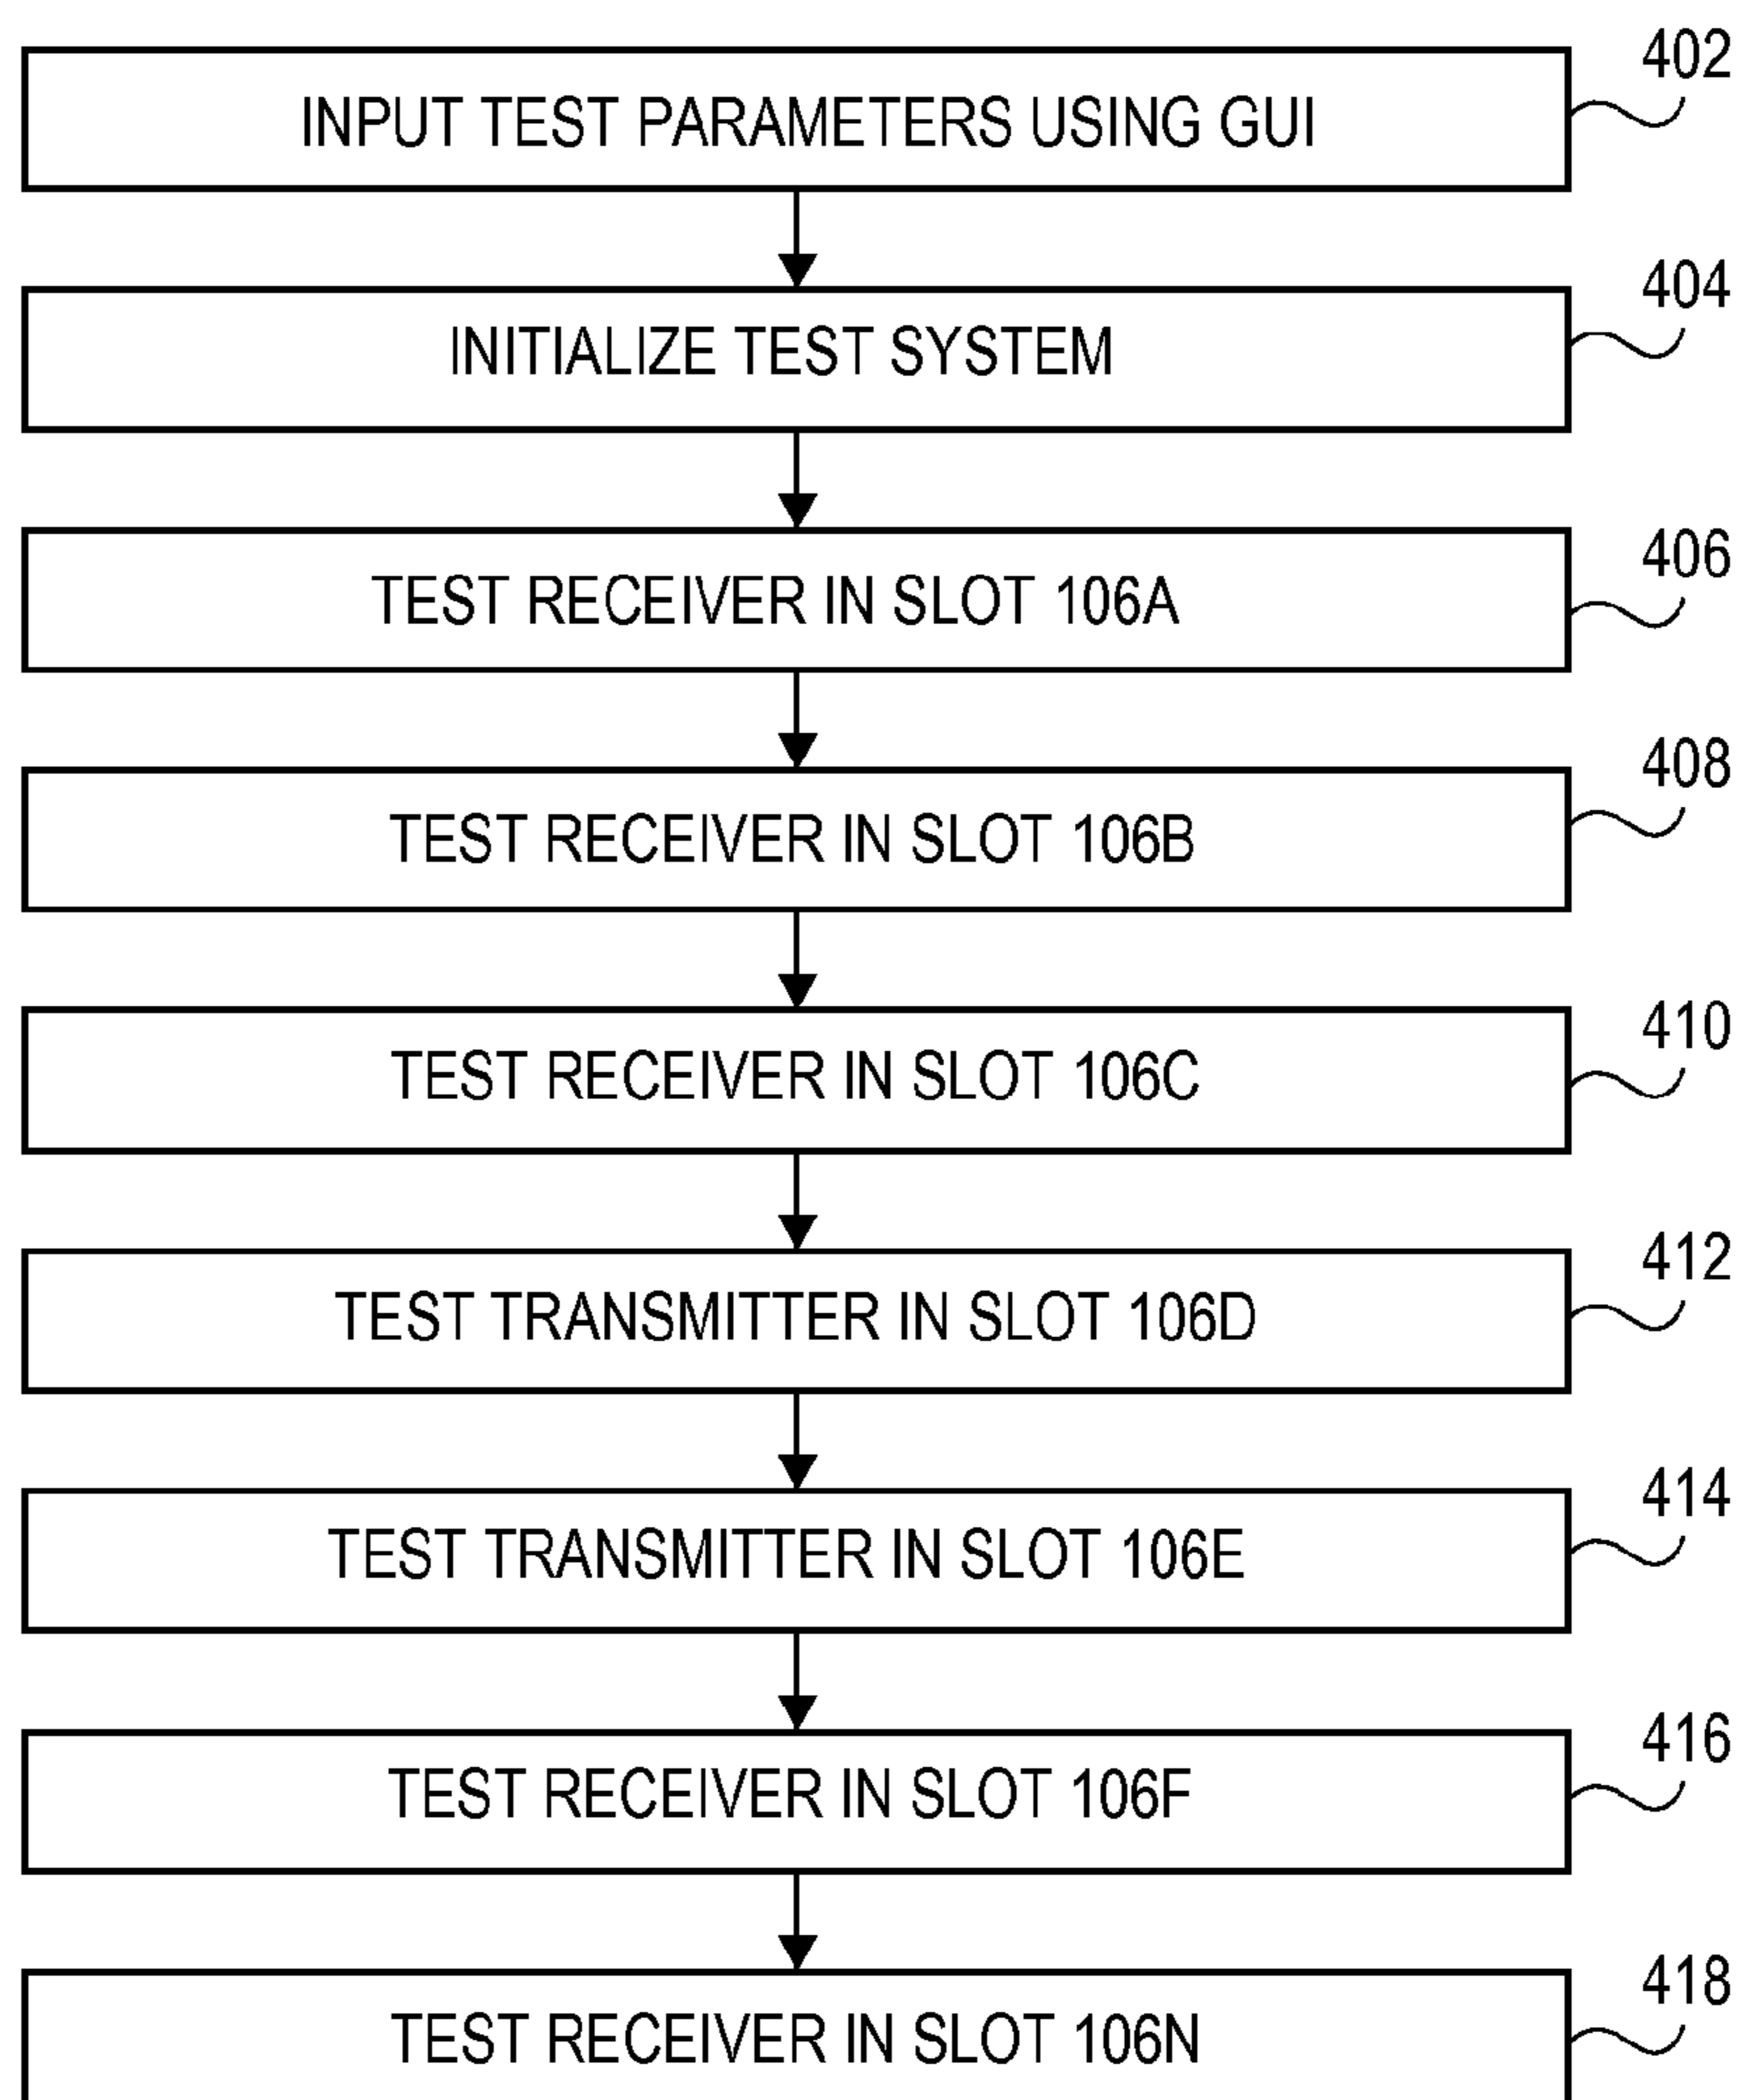 402
INPUT TEST PARAMETERS USING GUI
404
INITIALIZE TEST SYSTEM
406
TEST RECEIVER IN SLOT 106A
408
TEST RECEIVER IN SLOT 106B
410
TEST RECEIVER IN SLOT 106C
412
TEST TRANSMITTER IN SLOT 106D
414
TEST TRANSMITTER IN SLOT 106E
416
TEST RECEIVER IN SLOT 106F
418
TEST RECEIVER IN SLOT 106N